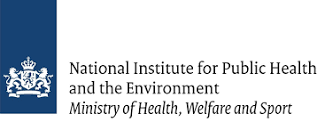 National Institute for Public Health
and the Environment
Ministry of Health, Welfare and Sport